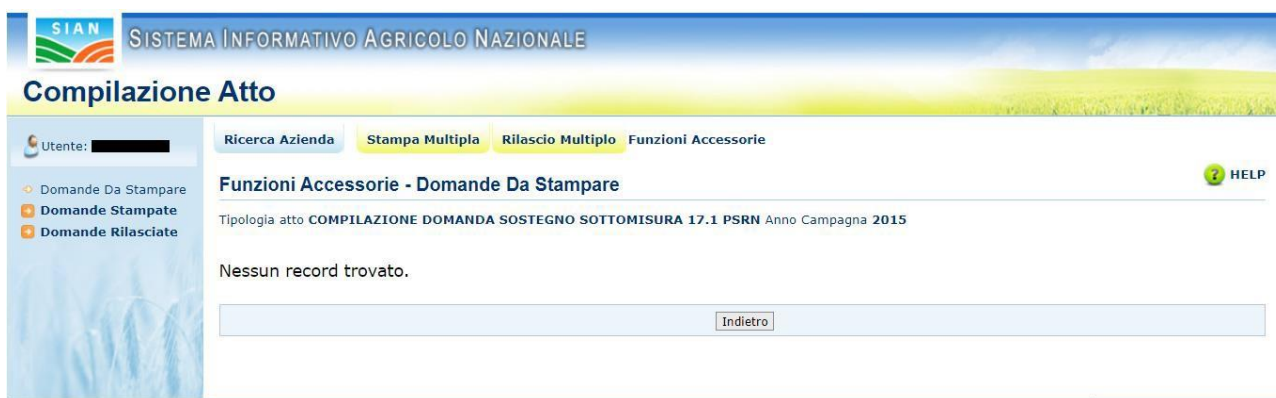 SIAN
SISTEMA INFORMATIVO AGRICOLO NAZIONALE
Compilazione Atto
Utente:
Ricerca Azienda Stampa Multipla Rilascio Multiplo Funzioni Accessorie
HELP
Domande Da Stampare
Domande Stampate
Domande Rilasciate
Funzioni Accessorie - Domande Da Stampare
Tipologia atto COMPILAZIONE DOMANDA SOSTEGNO SOTTOMISURA 17.1 PSRN Anno Campagna 2015
Nessun record trovato.
Indietro